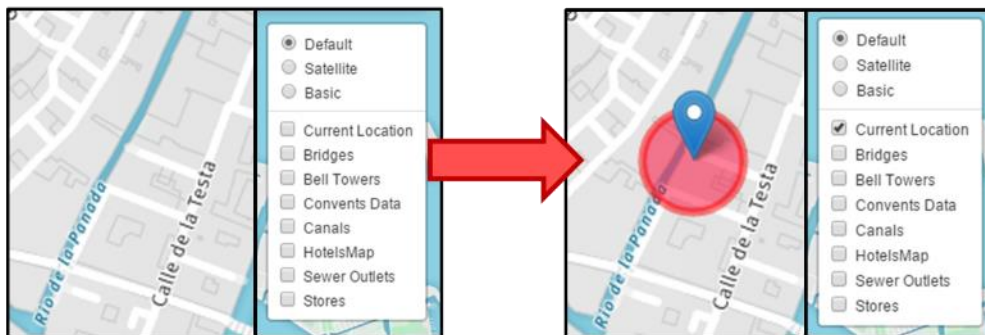 Rio de la Panada
Calle de la Testa
Default
Satellite
Basic
Current Location
Bridges
Bell Towers
Convents Data
Canals
HotelsMap
Sewer Outlets
Stores
Rio de la Panada
Calle de la Testa
Default
Satellite
Basic
Current Location
Bridges
Bell Towers
Convents Data
Canals
HotelsMap
Sewer Outlets
Stores